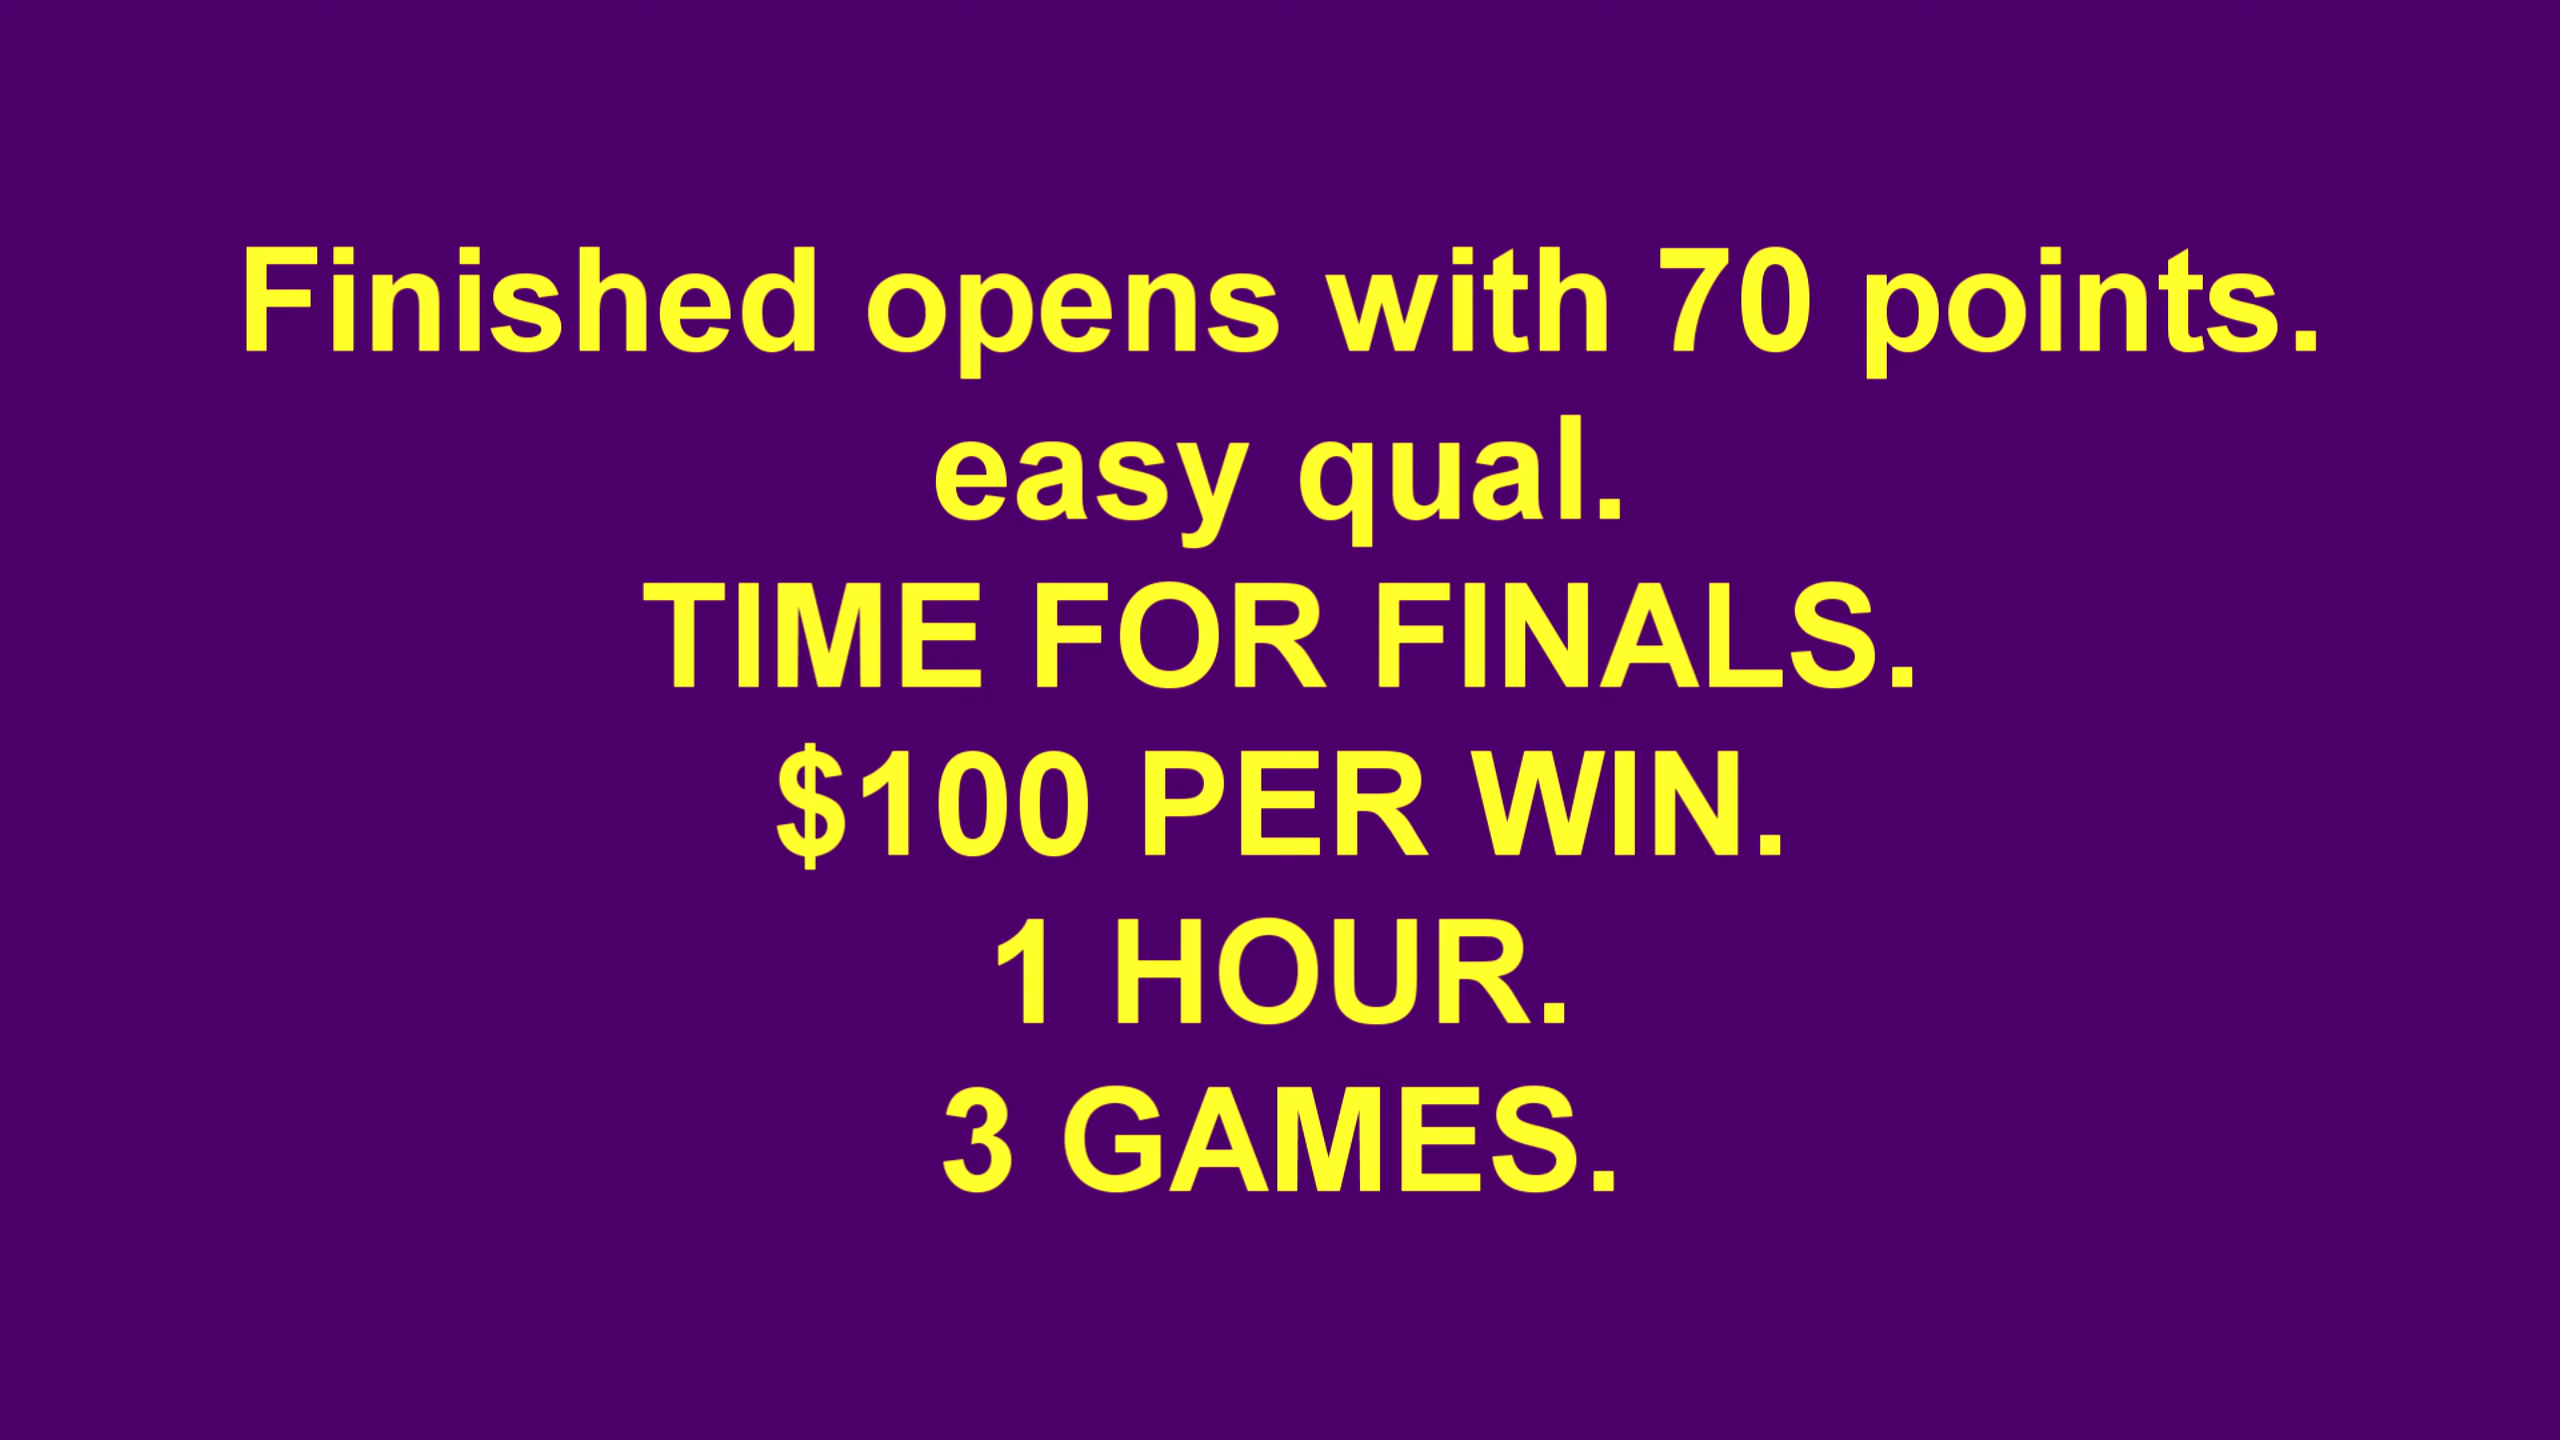 Finished opens with 70 points.
easy qual.
TIME FOR FINALS.
$100 PER WIN.
1 HOUR.
3 GAMES.